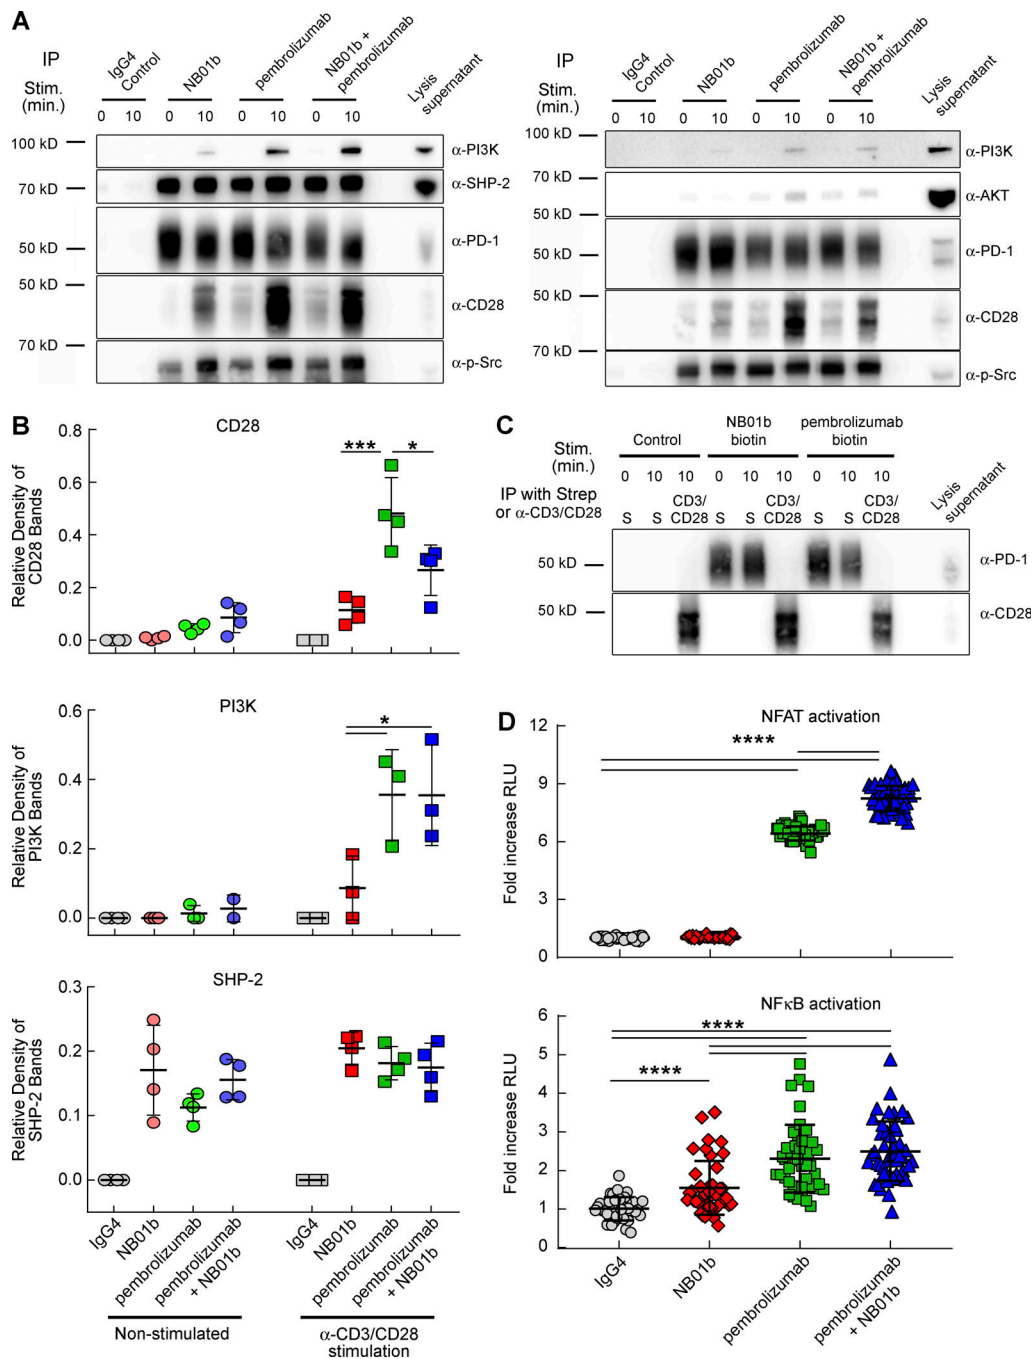 A
IP
IgG4
Control
NB01b
pembrolizumab
NB01b +
pembrolizumab
Lysis
supernatant
Stim.
(min.)
0 10 0 10 0 10 0 10
100 kD
α-PI3K
70 kD
α-SHP-2
50 kD
α-PD-1
50 kD
α-CD28
70 kD
α-p-Src
IP
IgG4
Control
NB01b
pembrolizumab
NB01b +
pembrolizumab
Lysis
supernatant
Stim.
(min.)
0 10 0 10 0 10 0 10
100 kD
α-PI3K
70 kD
α-AKT
50 kD
α-PD-1
50 kD
α-CD28
70 kD
α-p-Src
B
CD28
Relative Density of
CD28 Bands
0.8
0.6
0.4
0.2
0.0
*** *
PI3K
Relative Density of
PI3K Bands
0.6
0.4
0.2
0.0
*
SHP-2
Relative Density of
SHP-2 Bands
0.3
0.2
0.1
0.0
IgG4
NB01b
pembrolizumab
pembrolizumab
+ NB01b
IgG4
NB01b
pembrolizumab
pembrolizumab
+ NB01b
Non-stimulated
α-CD3/CD28
stimulation
C
Control
NB01b
biotin
pembrolizumab
biotin
Stim.
(min.)
0 10 10 0 10 10 0 10 10
IP with Strep
or α-CD3/CD28
S S CD3/
CD28
S S CD3/
CD28
S S CD3/
CD28
Lysis
supernatant
50 kD
α-PD-1
50 kD
α-CD28
D
NFAT activation
Fold increase RLU
12
9
6
3
0
****
NFκB activation
Fold increase RLU
6
5
4
3
2
1
0
****
****
IgG4
NB01b
pembrolizumab
pembrolizumab
+ NB01b